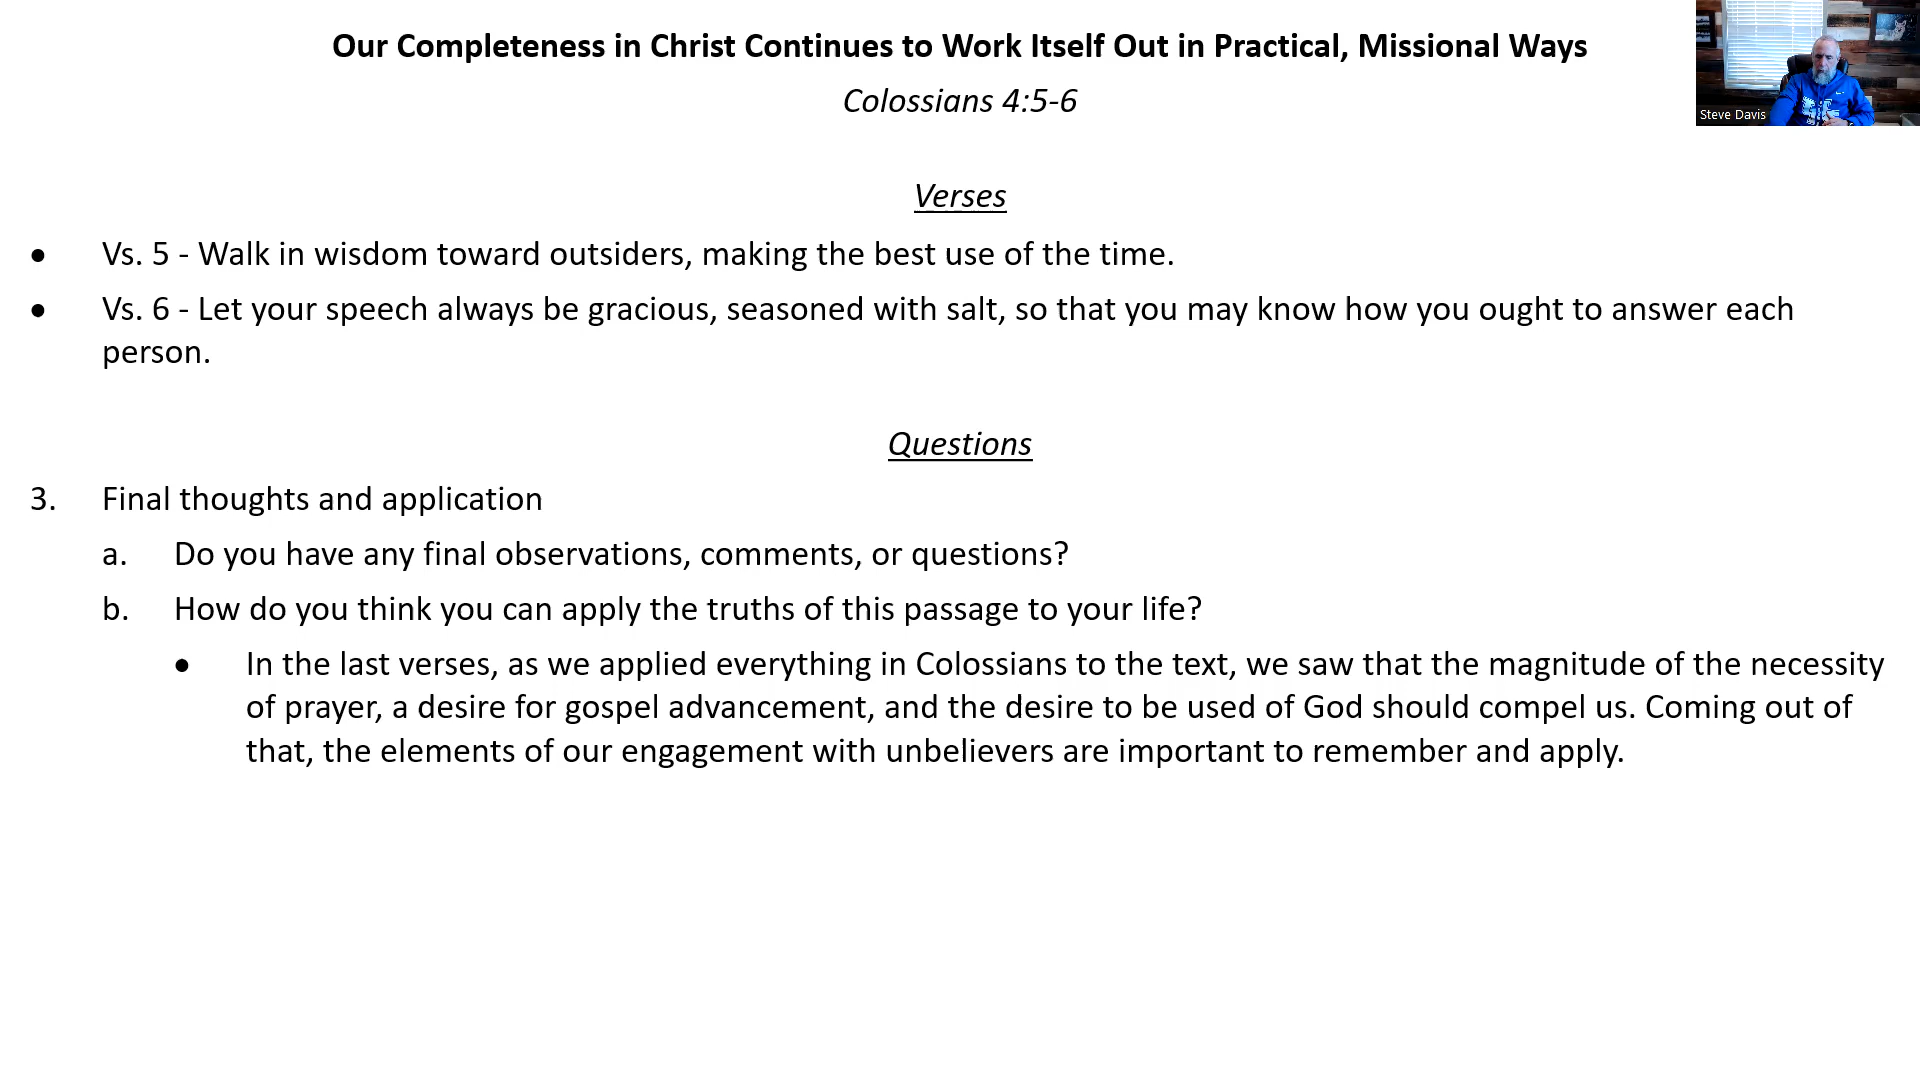 Our Completeness in Christ Continues to Work Itself Out in Practical, Missional Ways
Colossians 4:5-6
Steve Davis
Verses
• Vs. 5 - Walk in wisdom toward outsiders, making the best use of the time.
• Vs. 6 - Let your speech always be gracious, seasoned with salt, so that you may know how you ought to answer each
person.
Questions
3. Final thoughts and application
a. Do you have any final observations, comments, or questions?
b. How do you think you can apply the truths of this passage to your life?
• In the last verses, as we applied everything in Colossians to the text, we saw that the magnitude of the necessity
of prayer, a desire for gospel advancement, and the desire to be used of God should compel us. Coming out of
that, the elements of our engagement with unbelievers are important to remember and apply.